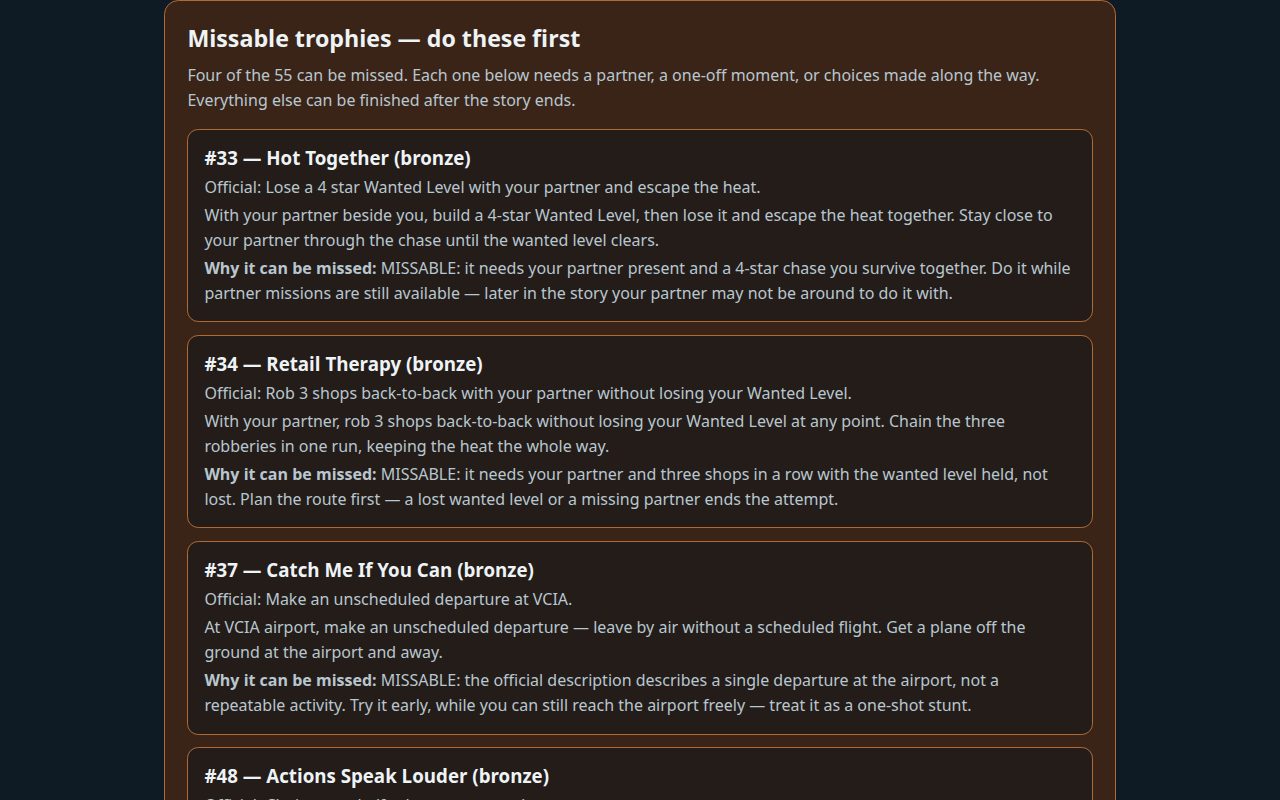 Missable trophies — do these first
Four of the 55 can be missed. Each one below needs a partner, a one-off moment, or choices made along the way.
Everything else can be finished after the story ends.
#33 — Hot Together (bronze)
Official: Lose a 4 star Wanted Level with your partner and escape the heat.
With your partner beside you, build a 4-star Wanted Level, then lose it and escape the heat together. Stay close to
your partner through the chase until the wanted level clears.
Why it can be missed: MISSABLE: it needs your partner present and a 4-star chase you survive together. Do it while
partner missions are still available — later in the story your partner may not be around to do it with.
#34 — Retail Therapy (bronze)
Official: Rob 3 shops back-to-back with your partner without losing your Wanted Level.
With your partner, rob 3 shops back-to-back without losing your Wanted Level at any point. Chain the three
robberies in one run, keeping the heat the whole way.
Why it can be missed: MISSABLE: it needs your partner and three shops in a row with the wanted level held, not
lost. Plan the route first — a lost wanted level or a missing partner ends the attempt.
#37 — Catch Me If You Can (bronze)
Official: Make an unscheduled departure at VCIA.
At VCIA airport, make an unscheduled departure — leave by air without a scheduled flight. Get a plane off the
ground at the airport and away.
Why it can be missed: MISSABLE: the official description describes a single departure at the airport, not a
repeatable activity. Try it early, while you can still reach the airport freely — treat it as a one-shot stunt.
#48 — Actions Speak Louder (bronze)